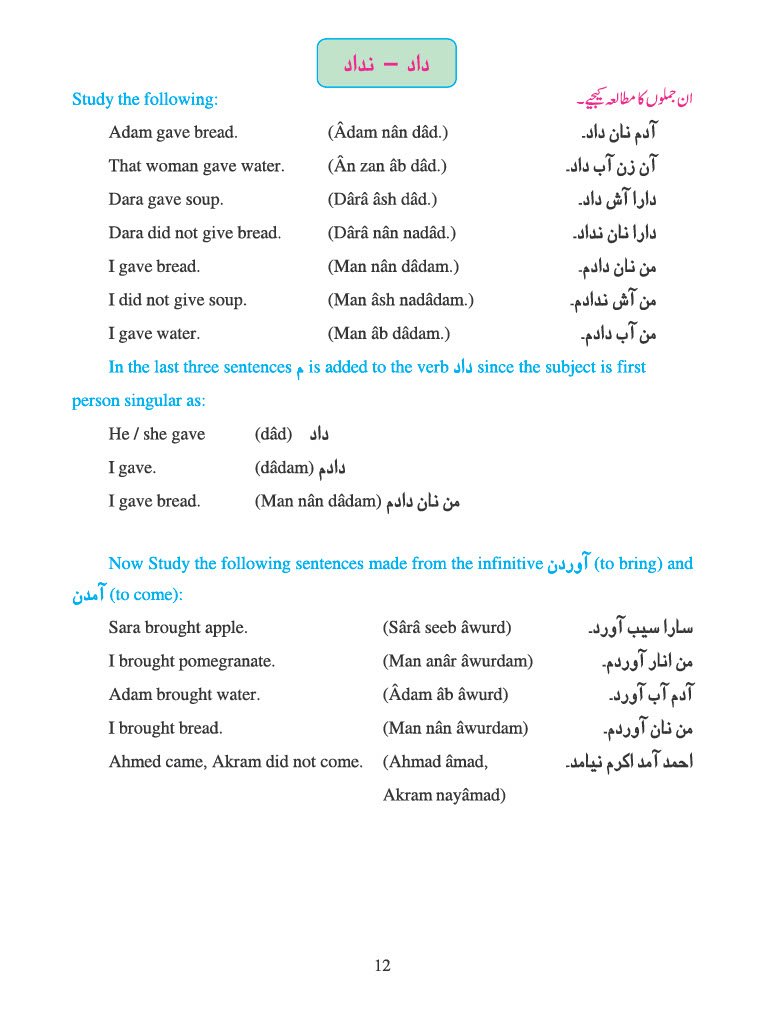 داد – نداد
Study the following: ان جملوں کا مطالعہ کیجیے۔
Adam gave bread. (Âdam nân dâd.) آدم نان داد۔
That woman gave water. (Ân zan âb dâd.) آن زن آب داد۔
Dara gave soup. (Dârâ âsh dâd.) دارا آش داد۔
Dara did not give bread. (Dârâ nân nadâd.) دارا نان نداد۔
I gave bread. (Man nân dâdam.) من نان دادم۔
I did not give soup. (Man âsh nadâdam.) من آش ندادم۔
I gave water. (Man âb dâdam.) من آب دادم۔
In the last three sentences م is added to the verb داد since the subject is first
person singular as:
He / she gave (dâd) داد
I gave. (dâdam) دادم
I gave bread. (Man nân dâdam) من نان دادم
Now Study the following sentences made from the infinitive آوردن (to bring) and
آمدن (to come):
Sara brought apple. (Sârâ seeb âwurd) سارا سیب آورد۔
I brought pomegranate. (Man anâr âwurdam) من انار آوردم۔
Adam brought water. (Âdam âb âwurd) آدم آب آورد۔
I brought bread. (Man nân âwurdam) من نان آوردم۔
Ahmed came, Akram did not come. (Ahmad âmad, احمد آمد اکرم نیامد۔
Akram nayâmad)
12